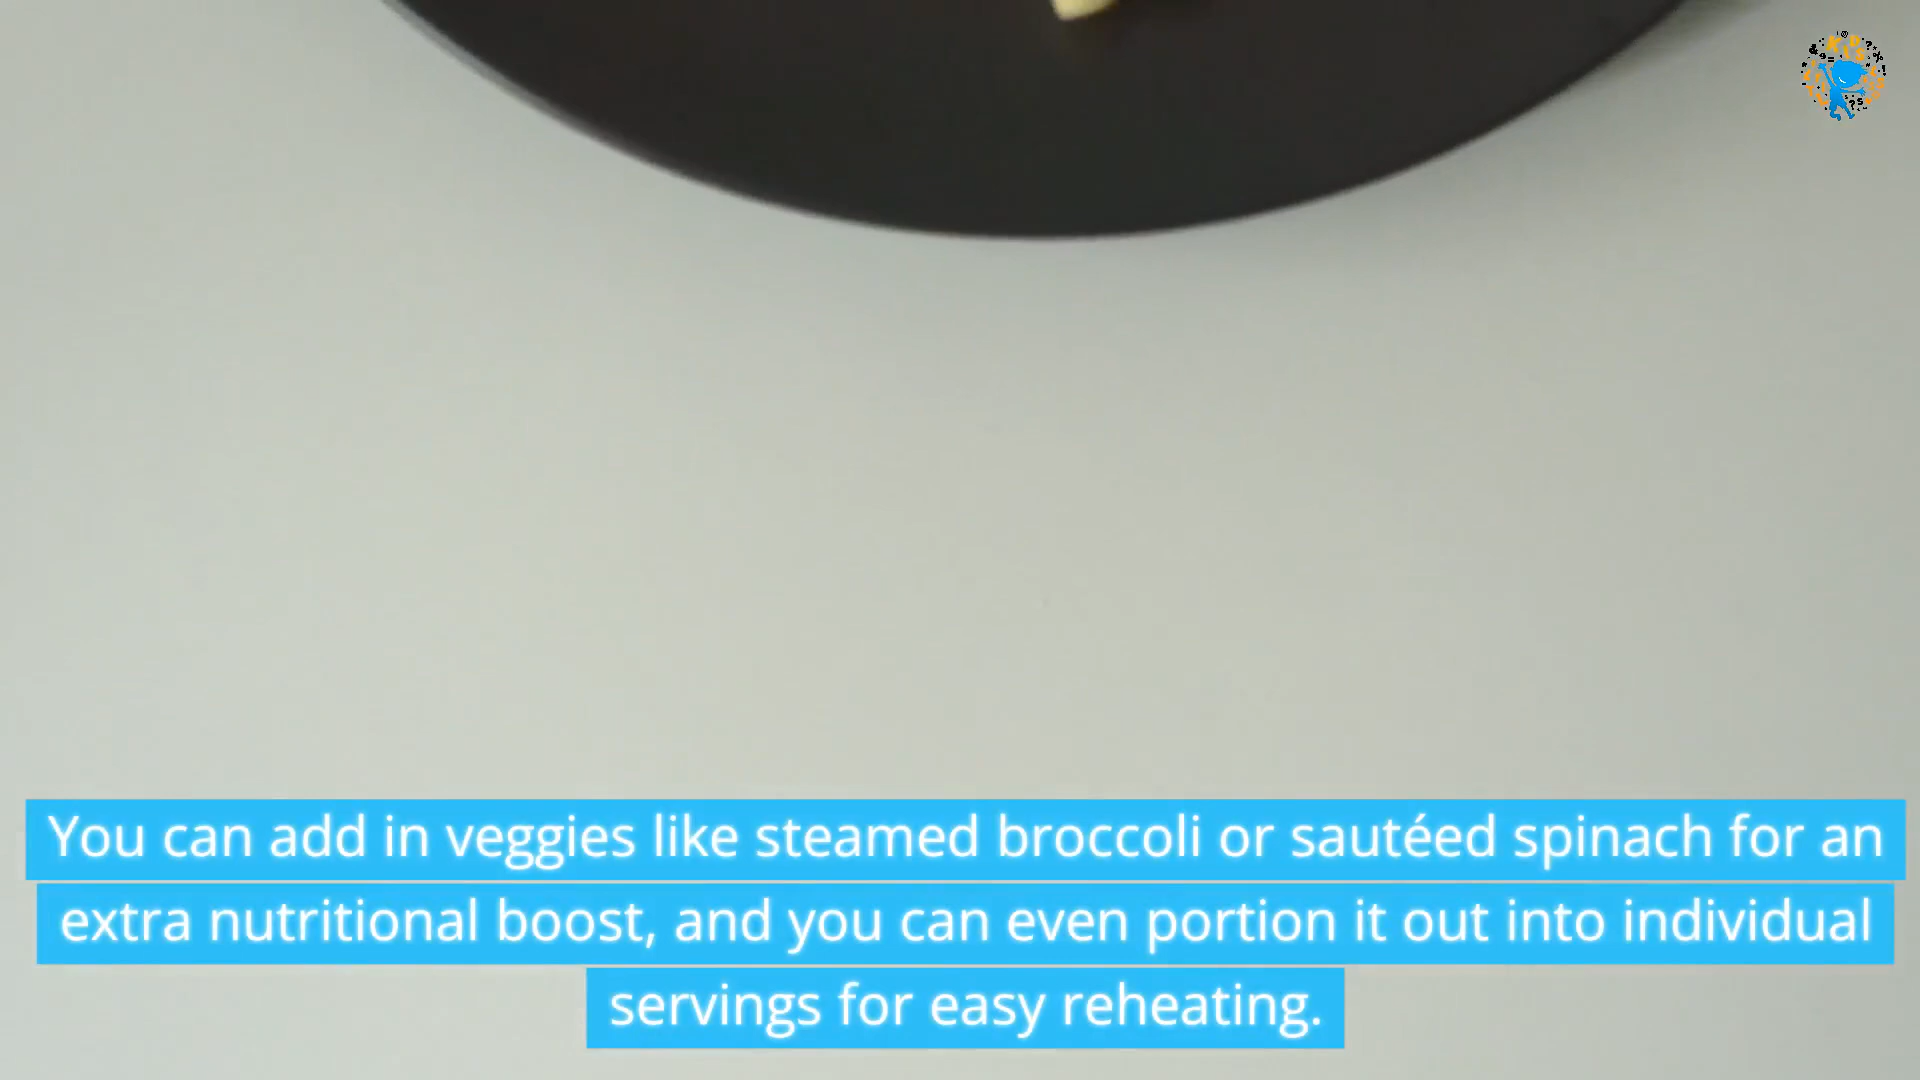 You can add in veggies like steamed broccoli or sautéed spinach for an
extra nutritional boost, and you can even portion it out into individual
servings for easy reheating.